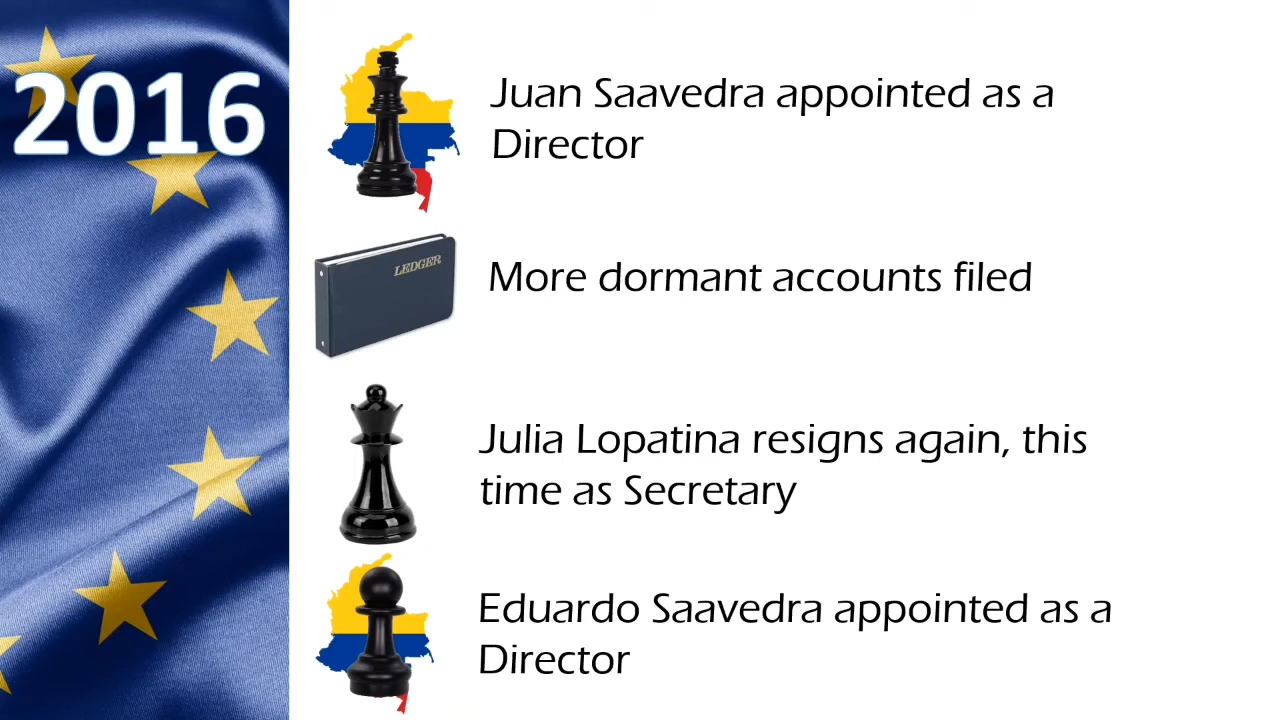 2016
Juan Saavedra appointed as a
Director
LEDGER
More dormant accounts filed
Julia Lopatina resigns again, this
time as Secretary
Eduardo Saavedra appointed as a
Director